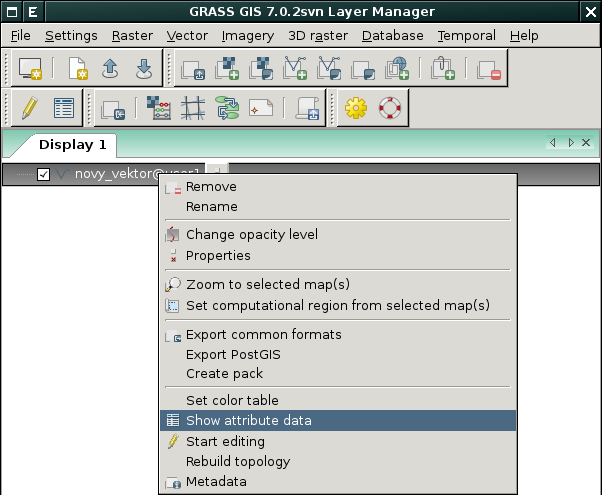 GRASS GIS 7.0.2svn Layer Manager
File Settings Raster Vector Imagery 3D raster Database Temporal Help
Display 1
novy_vektor@user1
Remove
Rename
Change opacity level
Properties
Zoom to selected map(s)
Set computational region from selected map(s)
Export common formats
Export PostGIS
Create pack
Set color table
Show attribute data
Start editing
Rebuild topology
Metadata